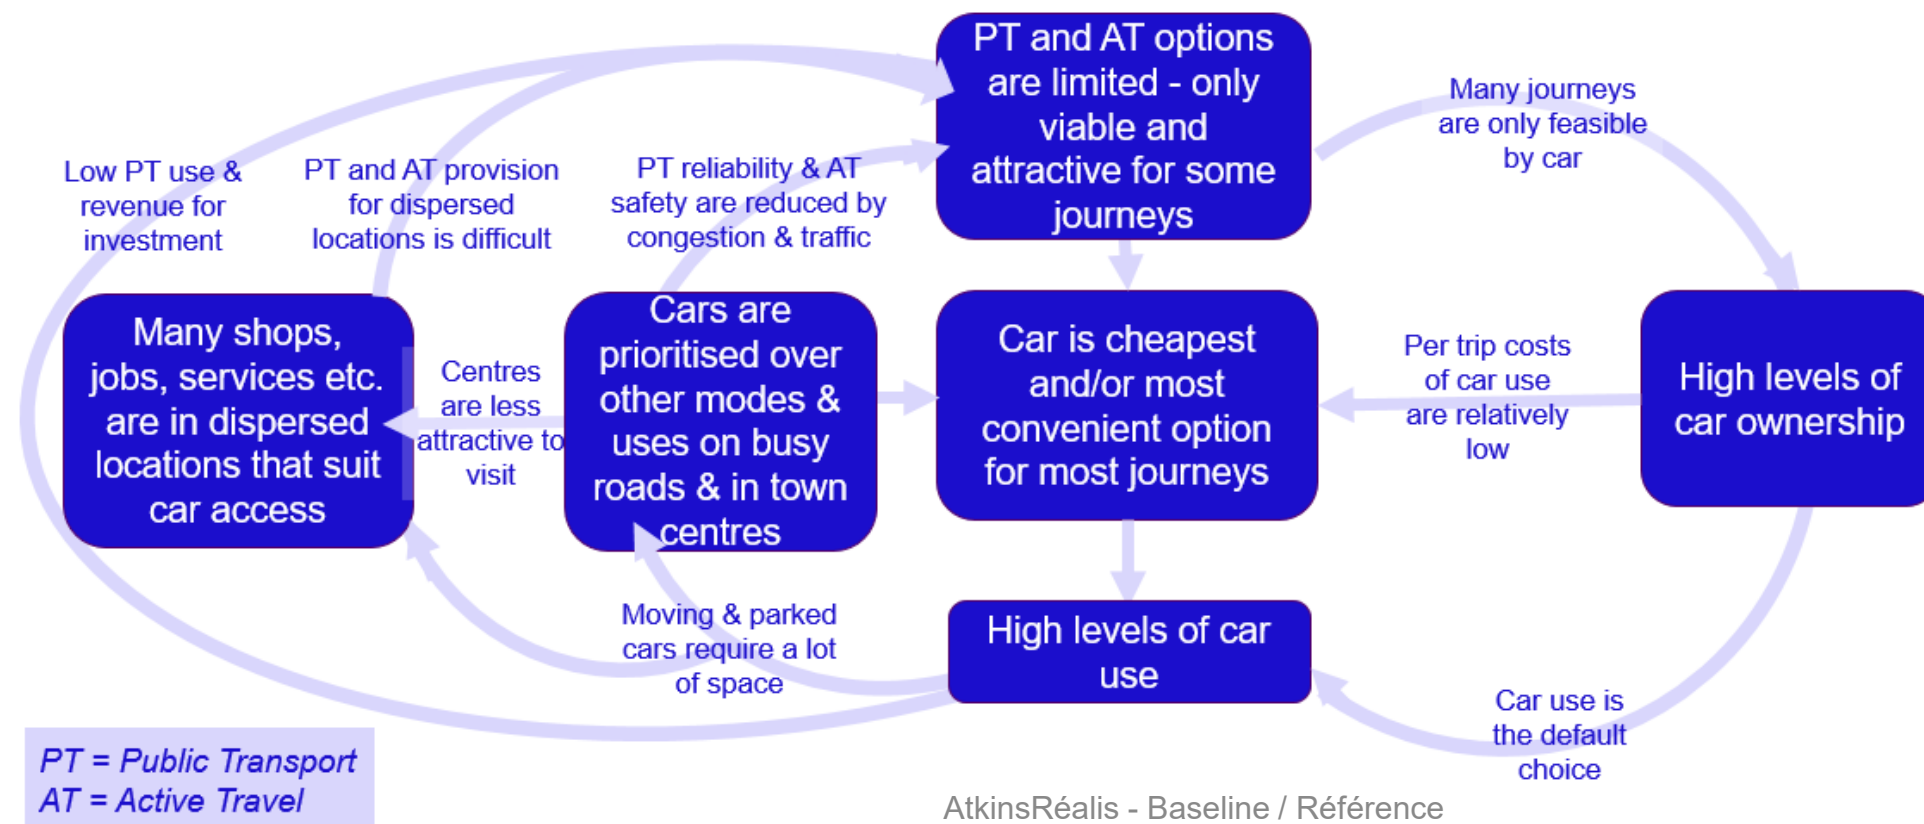 PT and AT options
are limited - only
viable and
attractive for some
journeys
Many journeys
are only feasible
by car
Low PT use &
revenue for
investment
PT and AT provision
for dispersed
locations is difficult
PT reliability & AT
safety are reduced by
congestion & traffic
Many shops,
jobs, services etc.
are in dispersed
locations that suit
car access
Centres
are less
attractive to
visit
Cars are
prioritised over
other modes &
uses on busy
roads & in town
centres
Car is cheapest
and/or most
convenient option
for most journeys
Per trip costs
of car use
are relatively
low
High levels of
car ownership
Moving & parked
cars require a lot
of space
High levels of car
use
Car use is
the default
choice
PT = Public Transport
AT = Active Travel
AtkinsRéalis - Baseline / Référence